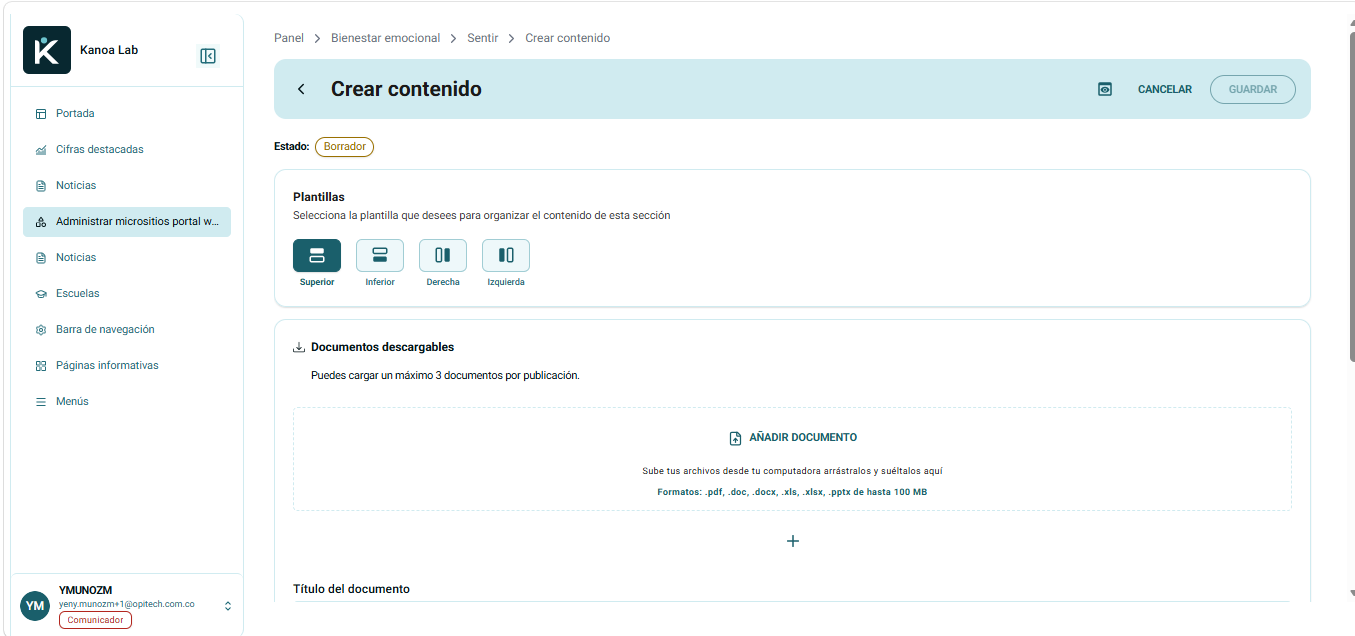 Kanoa Lab
Portada
Cifras destacadas
Noticias
Administrar micrositios portal w...
Noticias
Escuelas
Barra de navegación
Páginas informativas
Menús
YM
YMUNOZM
yeny.munozm+1@opitech.com.co
Comunicador
Panel > Bienestar emocional > Sentir > Crear contenido
Crear contenido
CANCELAR
GUARDAR
Estado: Borrador
Plantillas
Selecciona la plantilla que desees para organizar el contenido de esta sección
Superior
Inferior
Derecha
Izquierda
Documentos descargables
Puedes cargar un máximo 3 documentos por publicación.
AÑADIR DOCUMENTO
Sube tus archivos desde tu computadora arrástralos y suéltalos aquí
Formatos: .pdf, .doc, .docx, .xls, .xlsx, .pptx de hasta 100 MB
Título del documento